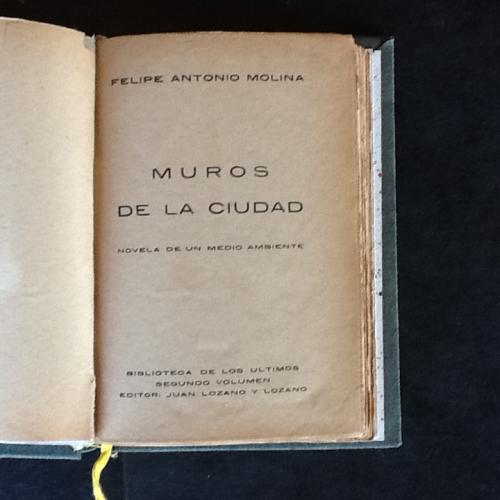 FELIPE ANTONIO MOLINA
MUROS
DE LA CIUDAD
NOVELA DE UN MEDIO AMBIENTE
BIBLIOTECA DE LOS ULTIMOS
SEGUNDO VOLUMEN
EDITOR: JUAN LOZANO Y LOZANO